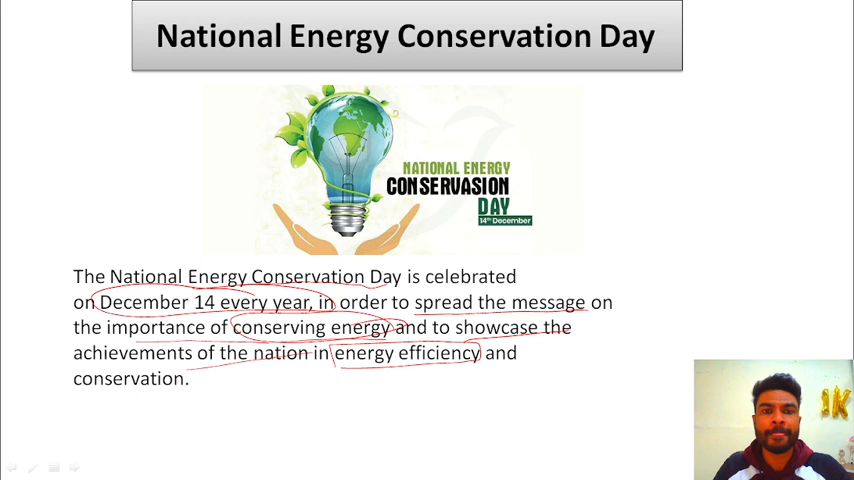 National Energy Conservation Day
NATIONAL ENERGY
CONSERVASION
DAY
14th December
The National Energy Conservation Day is celebrated
on December 14 every year, in order to spread the message on
the importance of conserving energy and to showcase the
achievements of the nation in energy efficiency and
conservation.
1K